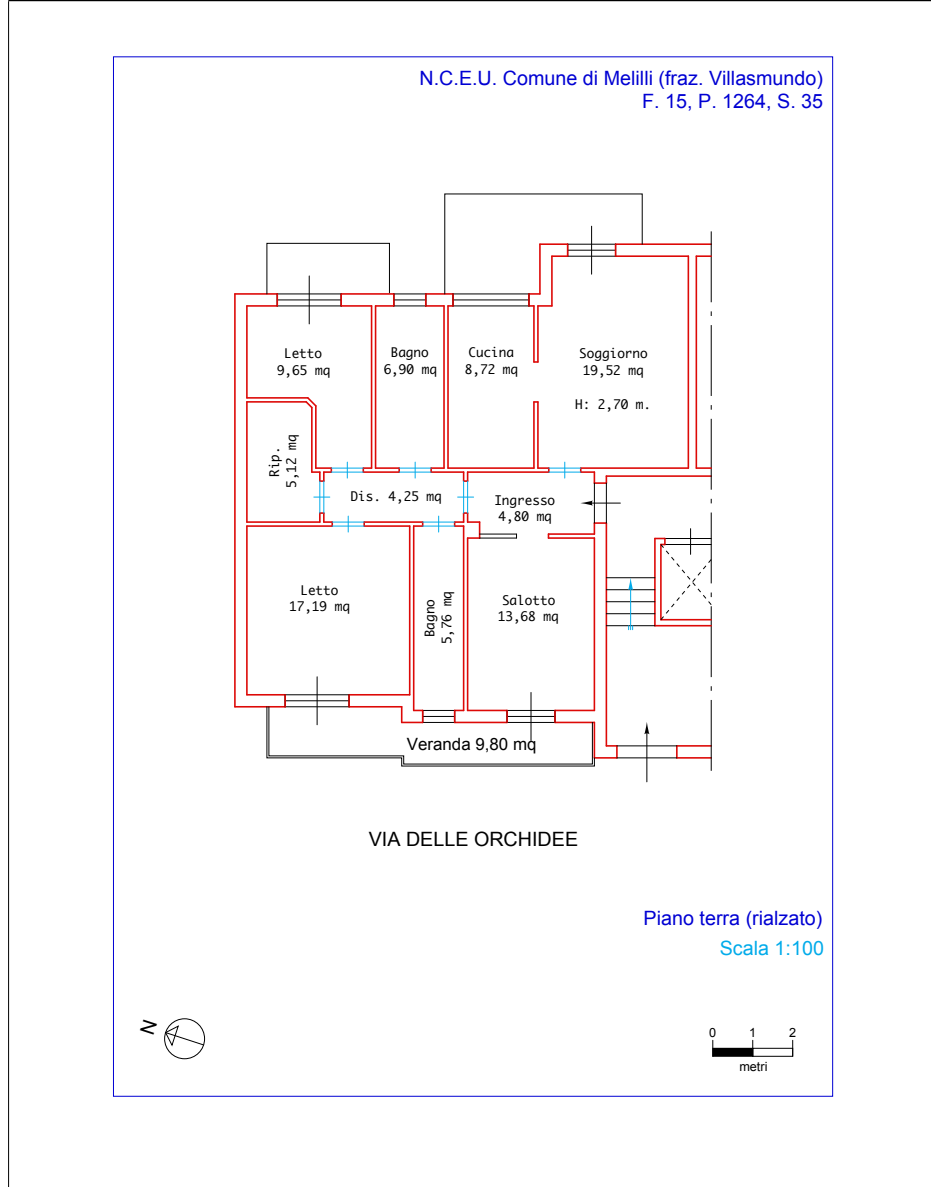 N.C.E.U. Comune di Melilli (fraz. Villasmundo)
F. 15, P. 1264, S. 35
Letto
9,65 mq
Bagno
6,90 mq
Cucina
8,72 mq
Soggiorno
19,52 mq
H: 2,70 m.
Rip.
5,12 mq
Dis. 4,25 mq
Ingresso
4,80 mq
Letto
17,19 mq
Bagno
5,76 mq
Salotto
13,68 mq
Veranda 9,80 mq
VIA DELLE ORCHIDEE
Piano terra (rialzato)
Scala 1:100
N
0 1 2
metri